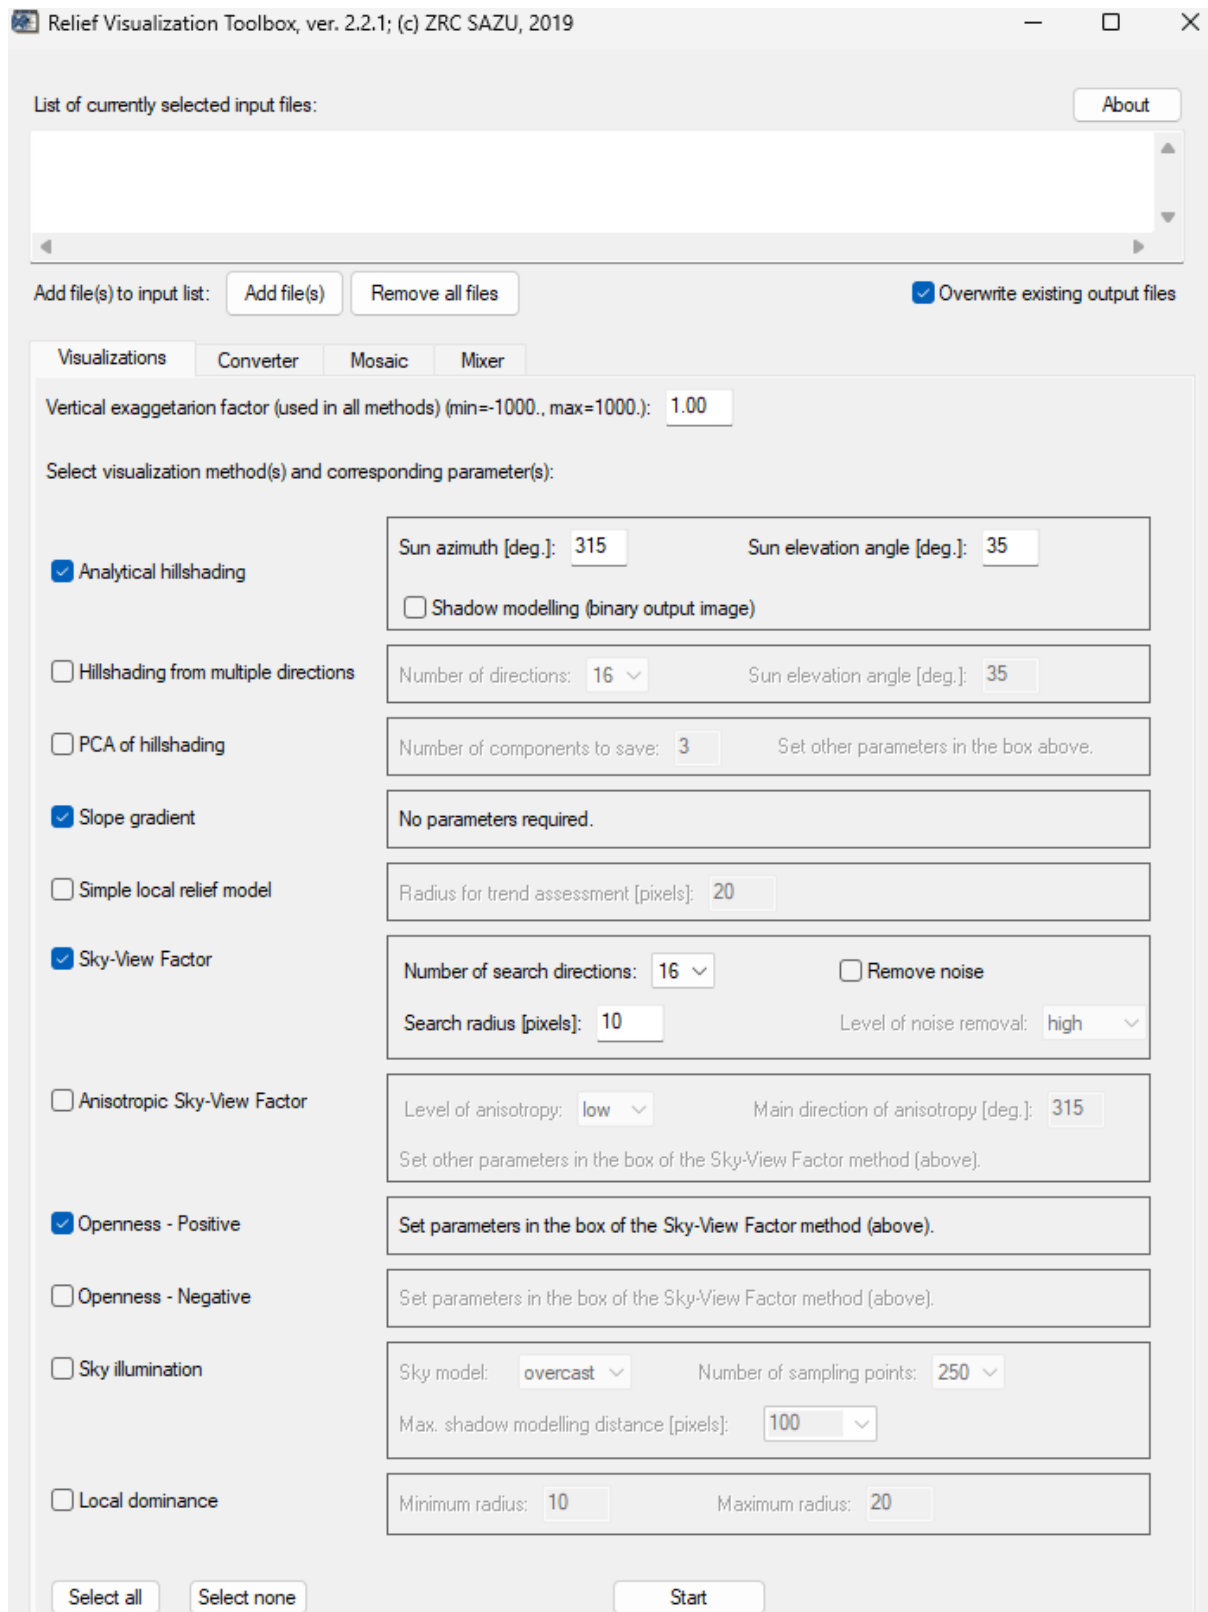 Relief Visualization Toolbox, ver. 2.2.1; (c) ZRC SAZU, 2019
List of currently selected input files:
About
Add file(s) to input list: Add file(s) Remove all files Overwrite existing output files
Visualizations Converter Mosaic Mixer
Vertical exaggetarion factor (used in all methods) (min=-1000., max=1000.): 1.00
Select visualization method(s) and corresponding parameter(s):
Analytical hillshading
Sun azimuth [deg.]: 315 Sun elevation angle [deg.]: 35
Shadow modelling (binary output image)
Hillshading from multiple directions
Number of directions: 16 Sun elevation angle [deg.]: 35
PCA of hillshading
Number of components to save: 3 Set other parameters in the box above.
Slope gradient
No parameters required.
Simple local relief model
Radius for trend assessment [pixels]: 20
Sky-View Factor
Number of search directions: 16 Remove noise
Search radius [pixels]: 10 Level of noise removal: high
Anisotropic Sky-View Factor
Level of anisotropy: low Main direction of anisotropy [deg.]: 315
Set other parameters in the box of the Sky-View Factor method (above).
Openness - Positive
Set parameters in the box of the Sky-View Factor method (above).
Openness - Negative
Set parameters in the box of the Sky-View Factor method (above).
Sky illumination
Sky model: overcast Number of sampling points: 250
Max. shadow modelling distance [pixels]: 100
Local dominance
Minimum radius: 10 Maximum radius: 20
Select all Select none Start